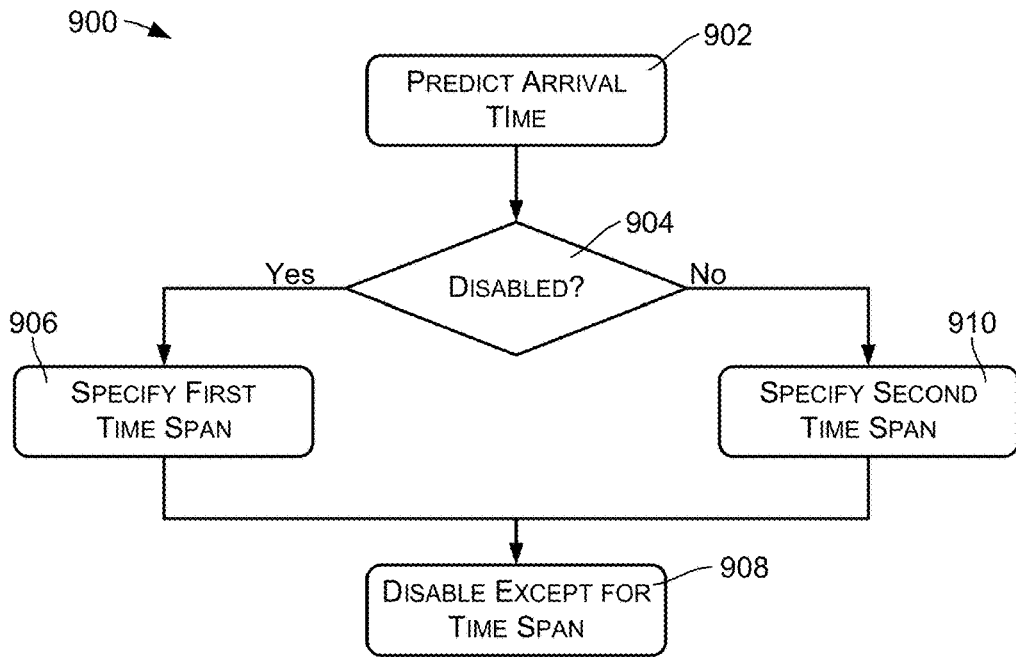 900
902
PREDICT ARRIVAL
TIME
904
Yes
DISABLED?
No
906
910
SPECIFY FIRST
TIME SPAN
SPECIFY SECOND
TIME SPAN
908
DISABLE EXCEPT FOR
TIME SPAN